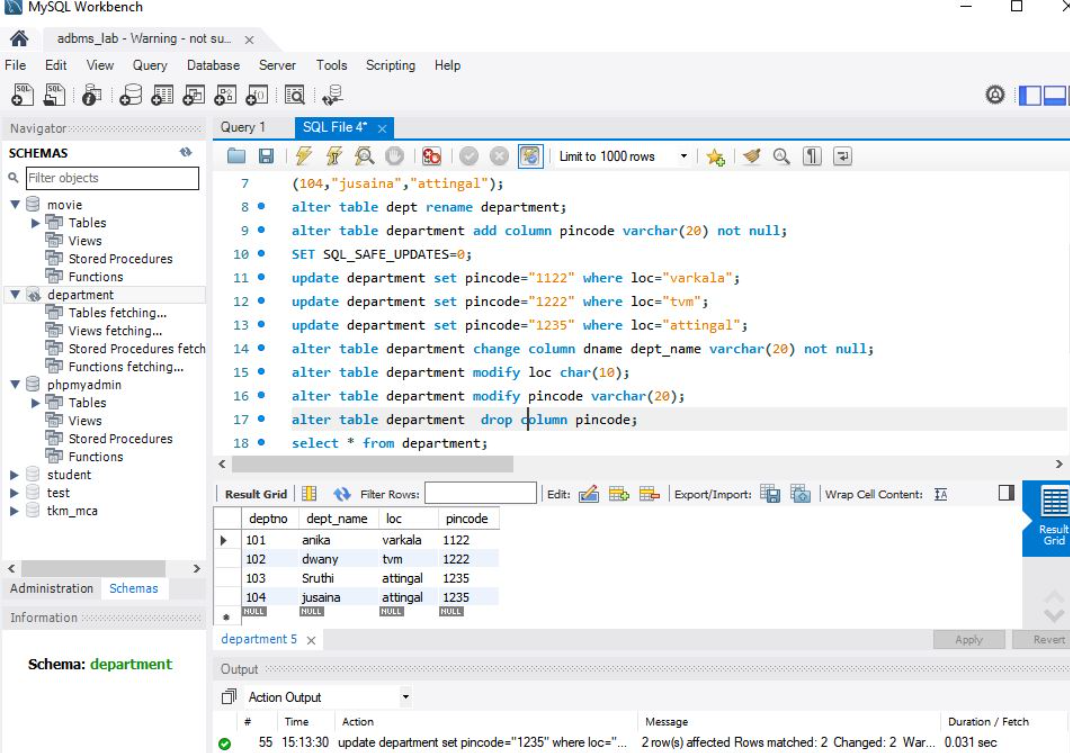 MySQL Workbench
adbms_lab - Warning - not su...
File Edit View Query Database Server Tools Scripting Help
Navigator
SCHEMAS
Filter objects
movie
Tables
Views
Stored Procedures
Functions
department
Tables fetching...
Views fetching...
Stored Procedures fetch
Functions fetching...
phpmyadmin
Tables
Views
Stored Procedures
Functions
student
test
tkm_mca
Administration Schemas
Information
Schema: department
Query 1 SQL File 4*
Limit to 1000 rows
7 (104,"jusaina","attingal");
8 alter table dept rename department;
9 alter table department add column pincode varchar(20) not null;
10 SET SQL_SAFE_UPDATES=0;
11 update department set pincode="1122" where loc="varkala";
12 update department set pincode="1222" where loc="tvm";
13 update department set pincode="1235" where loc="attingal";
14 alter table department change column dname dept_name varchar(20) not null;
15 alter table department modify loc char(10);
16 alter table department modify pincode varchar(20);
17 alter table department  drop column pincode;
18 select * from department;
Result Grid Filter Rows: Edit: Export/Import: Wrap Cell Content: IA
deptno dept_name loc pincode
101 anika varkala 1122
102 dwany tvm 1222
103 Sruthi attingal 1235
104 jusaina attingal 1235
NULL NULL NULL NULL
Result
Grid
department 5 Apply Revert
Output
Action Output
# Time Action Message Duration / Fetch
55 15:13:30 update department set pincode="1235" where loc="... 2 row(s) affected Rows matched: 2 Changed: 2 War... 0.031 sec